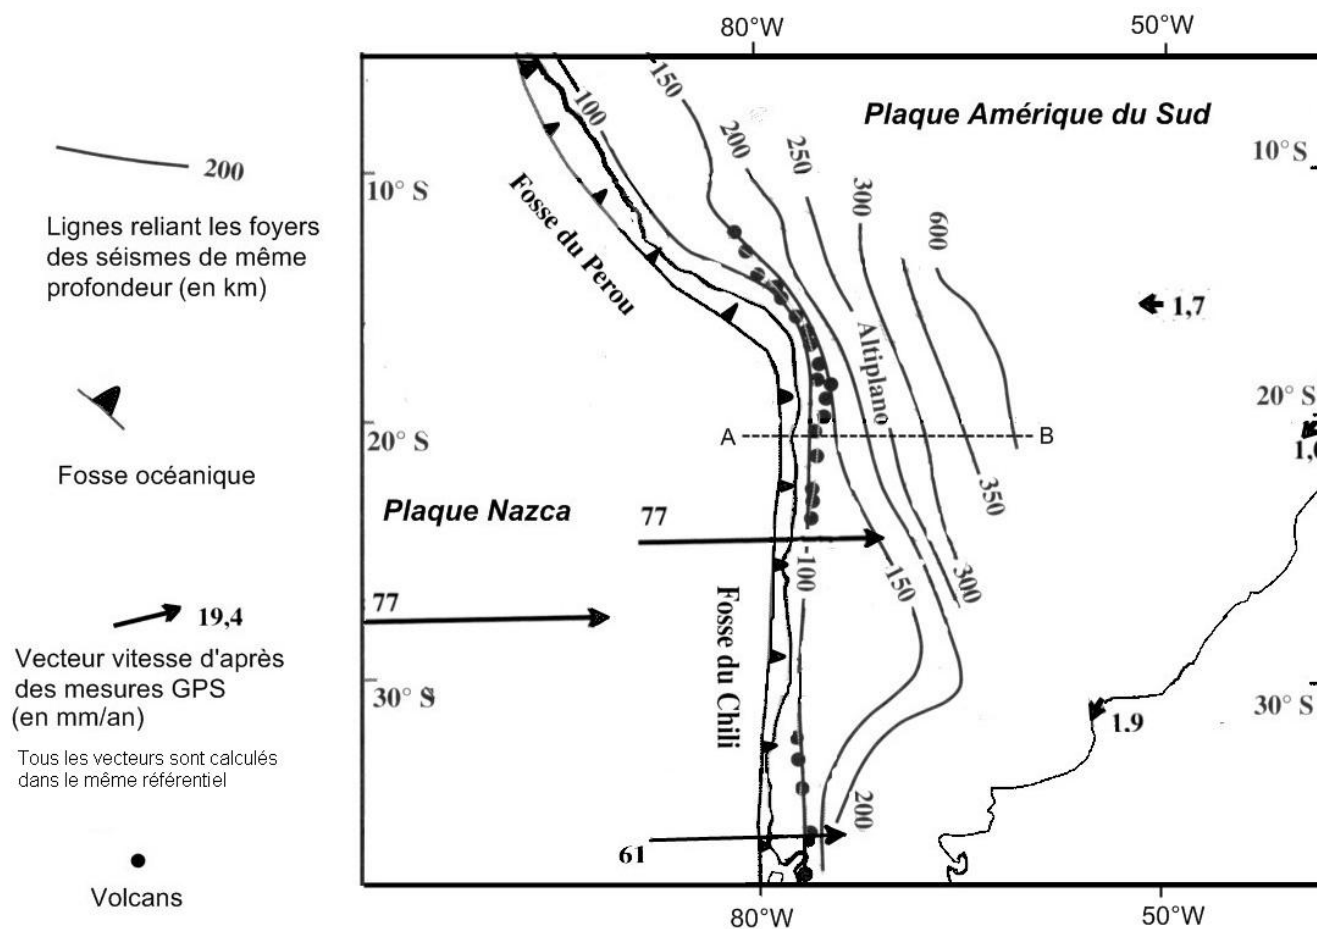 80°W
50°W
Plaque Amérique du Sud
10° S
10° S
200
Lignes reliant les foyers
des séismes de même
profondeur (en km)
150
100
200
250
300
600
Fosse du Perou
1,7
Altiplano
20° S
20° S
A
B
Fosse océanique
350
Plaque Nazca
77
100
150
300
77
19,4
Fosse du Chili
Vecteur vitesse d'après
des mesures GPS
(en mm/an)
30° S
30° S
1.9
Tous les vecteurs sont calculés
dans le même référentiel
200
61
Volcans
80°W
50°W